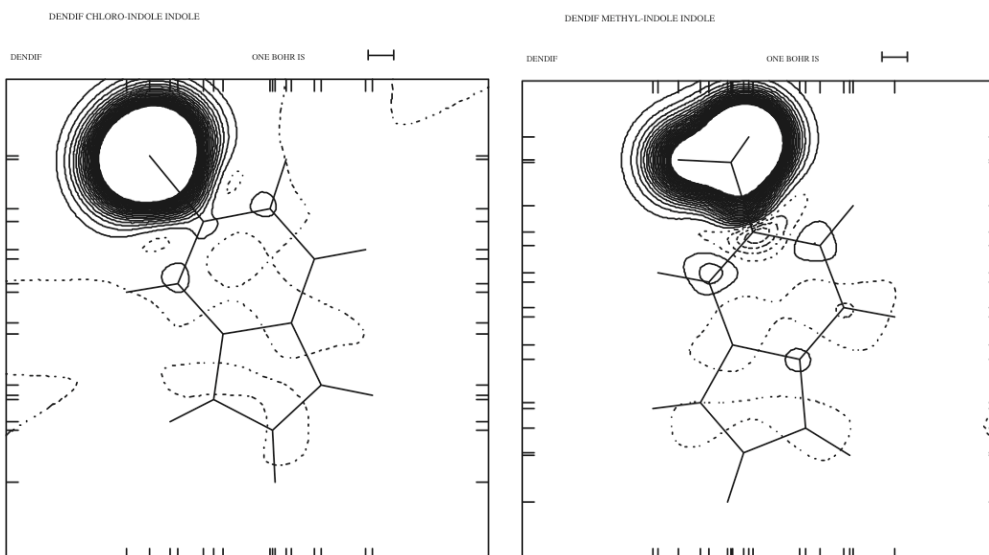 DENDIF CHLORO-INDOLE INDOLE
DENDIF ONE BOHR IS
DENDIF METHYL-INDOLE INDOLE
DENDIF ONE BOHR IS